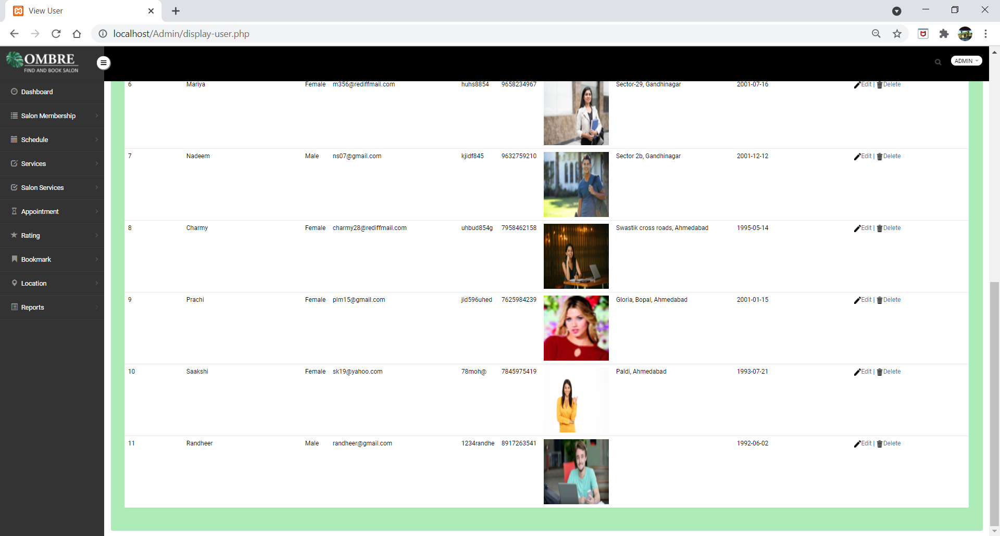 View User
localhost/Admin/display-user.php
OMBRE
FIND AND BOOK SALON
ADMIN
Dashboard
Salon Membership
Schedule
Services
Salon Services
Appointment
Rating
Bookmark
Location
Reports
6 Mariya Female m356@rediffmail.com huhs8854 9658234967 Sector-29, Gandhinagar 2001-07-16 Edit | Delete
7 Nadeem Male ns07@gmail.com kjidf845 9632759210 Sector 2b, Gandhinagar 2001-12-12 Edit | Delete
8 Charmy Female charmy28@rediffmail.com uhbud854g 7958462158 Swastik cross roads, Ahmedabad 1995-05-14 Edit | Delete
9 Prachi Female plm15@gmail.com jid596uhed 7625984239 Gloria, Bopal, Ahmedabad 2001-01-15 Edit | Delete
10 Saakshi Female sk19@yahoo.com 78moh@ 7845975419 Paldi, Ahmedabad 1993-07-21 Edit | Delete
11 Randheer Male randheer@gmail.com 1234randhe 8917263541 1992-06-02 Edit | Delete